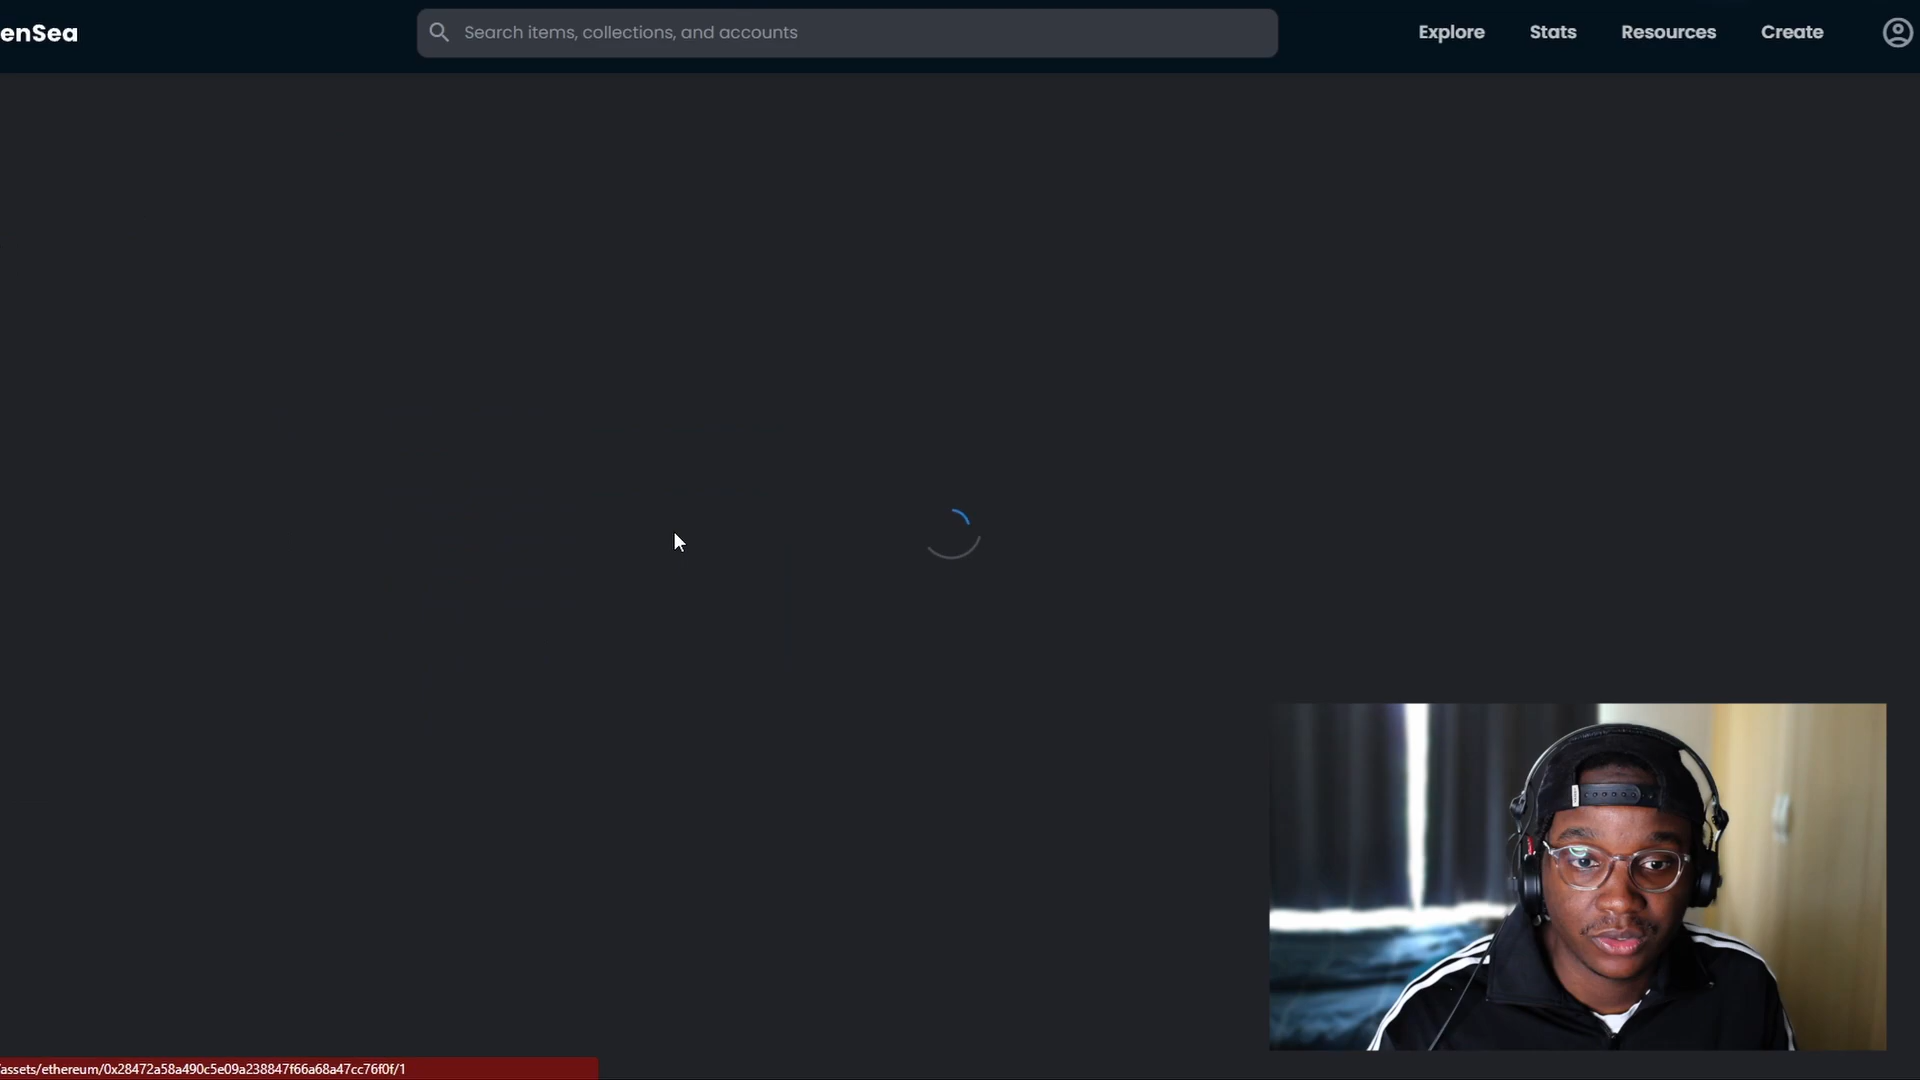 enSea
Search items, collections, and accounts
Explore
Stats
Resources
Create
/assets/ethereum/0x28472a58a490c5e09a238847f66a68a47cc76f0f/1